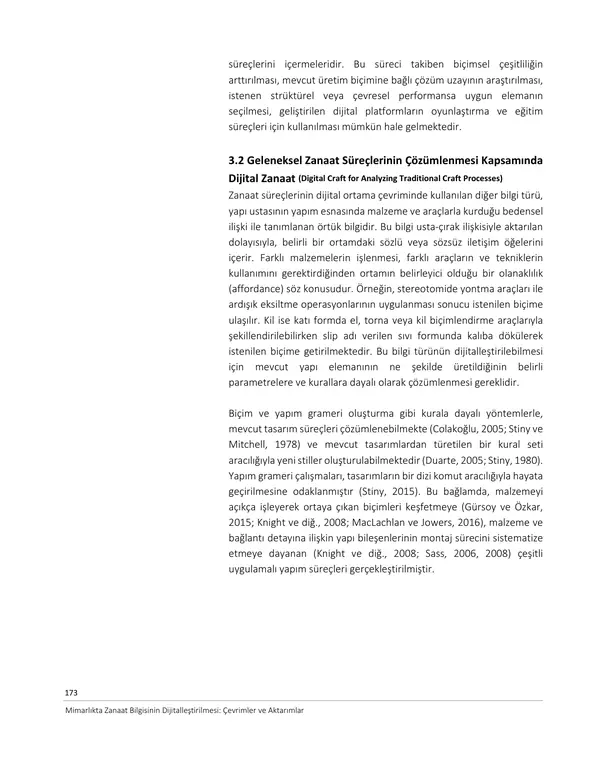 süreçlerini içermeleridir. Bu süreci takiben biçimsel çeşitliliğin
arttırılması, mevcut üretim biçimine bağlı çözüm uzayının araştırılması,
istenen strüktürel veya çevresel performansa uygun elemanın
seçilmesi, geliştirilen dijital platformların oyunlaştırma ve eğitim
süreçleri için kullanılması mümkün hale gelmektedir.
3.2 Geleneksel Zanaat Süreçlerinin Çözümlenmesi Kapsamında
Dijital Zanaat (Digital Craft for Analyzing Traditional Craft Processes)
Zanaat süreçlerinin dijital ortama çevriminde kullanılan diğer bilgi türü,
yapı ustasının yapım esnasında malzeme ve araçlarla kurduğu bedensel
ilişki ile tanımlanan örtük bilgidir. Bu bilgi usta-çırak ilişkisiyle aktarılan
dolayısıyla, belirli bir ortamdaki sözlü veya sözsüz iletişim öğelerini
içerir. Farklı malzemelerin işlenmesi, farklı araçların ve tekniklerin
kullanımını gerektirdiğinden ortamın belirleyici olduğu bir olanaklılık
(affordance) söz konusudur. Örneğin, stereotomide yontma araçları ile
ardışık eksiltme operasyonlarının uygulanması sonucu istenilen biçime
ulaşılır. Kil ise katı formda el, torna veya kil biçimlendirme araçlarıyla
şekillendirilebilirken slip adı verilen sıvı formunda kalıba dökülerek
istenilen biçime getirilmektedir. Bu bilgi türünün dijitalleştirilebilmesi
için mevcut yapı elemanının ne şekilde üretildiğinin belirli
parametrelere ve kurallara dayalı olarak çözümlenmesi gereklidir.
Biçim ve yapım grameri oluşturma gibi kurala dayalı yöntemlerle,
mevcut tasarım süreçleri çözümlenebilmekte (Colakoğlu, 2005; Stiny ve
Mitchell, 1978) ve mevcut tasarımlardan türetilen bir kural seti
aracılığıyla yeni stiller oluşturulabilmektedir (Duarte, 2005; Stiny, 1980).
Yapım grameri çalışmaları, tasarımların bir dizi komut aracılığıyla hayata
geçirilmesine odaklanmıştır (Stiny, 2015). Bu bağlamda, malzemeyi
açıkça işleyerek ortaya çıkan biçimleri keşfetmeye (Gürsoy ve Özkar,
2015; Knight ve diğ., 2008; MacLachlan ve Jowers, 2016), malzeme ve
bağlantı detayına ilişkin yapı bileşenlerinin montaj sürecini sistematize
etmeye dayanan (Knight ve diğ., 2008; Sass, 2006, 2008) çeşitli
uygulamalı yapım süreçleri gerçekleştirilmiştir.
173
Mimarlıkta Zanaat Bilgisinin Dijitalleştirilmesi: Çevrimler ve Aktarımlar